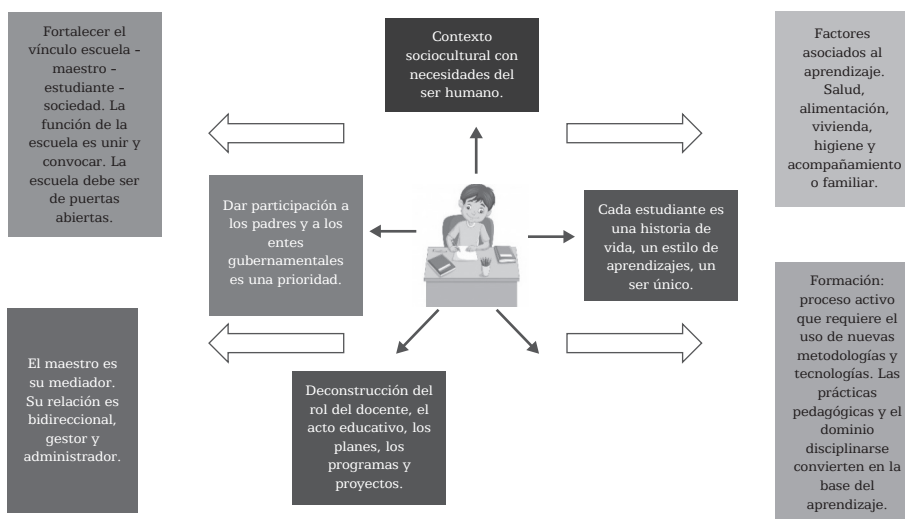 Fortalecer el
vínculo escuela -
maestro -
estudiante -
sociedad. La
función de la
escuela es unir y
convocar. La
escuela debe ser
de puertas
abiertas.
Contexto
sociocultural con
necesidades del
ser humano.
Factores
asociados al
aprendizaje.
Salud,
alimentación,
vivienda,
higiene y
acompañamiento
o familiar.
Dar participación a
los padres y a los
entes
gubernamentales
es una prioridad.
Cada estudiante es
una historia de
vida, un estilo de
aprendizajes, un
ser único.
El maestro es
su mediador.
Su relación es
bidireccional,
gestor y
administrador.
Deconstrucción del
rol del docente, el
acto educativo, los
planes, los
programas y
proyectos.
Formación:
proceso activo
que requiere el
uso de nuevas
metodologías y
tecnologías. Las
prácticas
pedagógicas y el
dominio
disciplinarse
convierten en la
base del
aprendizaje.